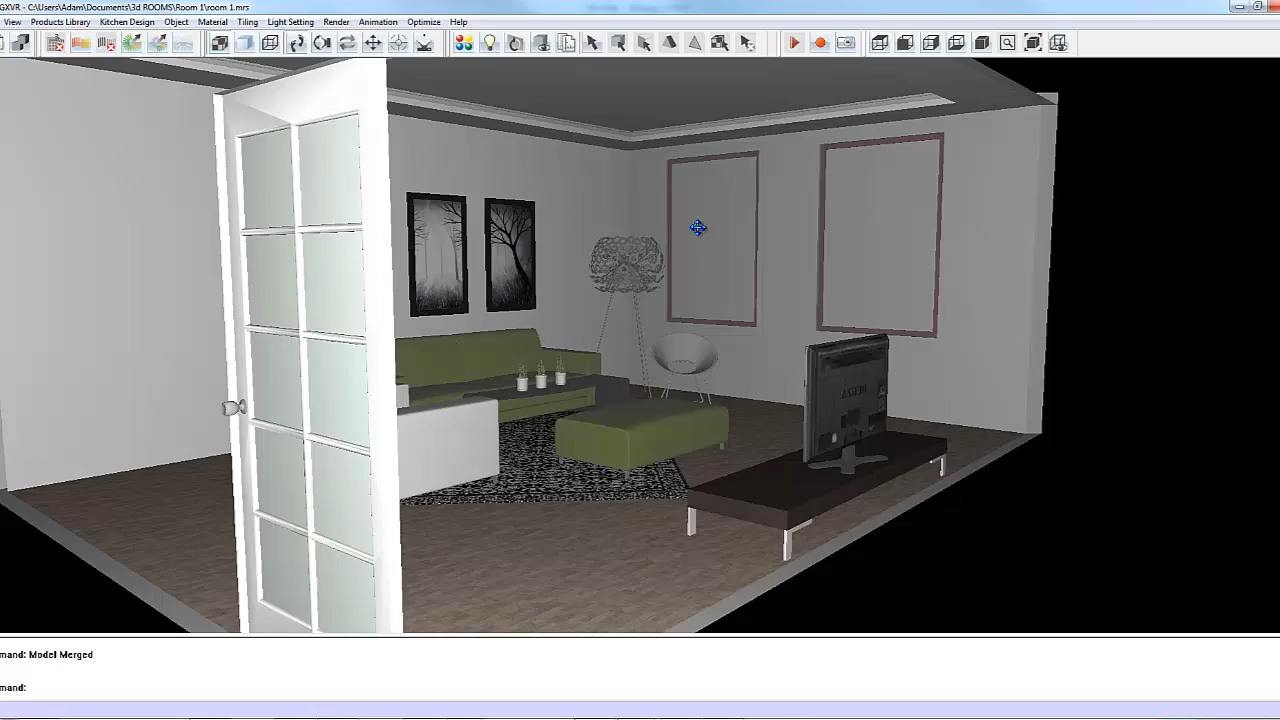 GXVR - C:\Users\Adam\Documents\3d ROOMS\Room 1\room 1.mrs
View Products Library Kitchen Design Object Material Tiling Light Setting Render Animation Optimize Help
mand: Model Merged
mand: